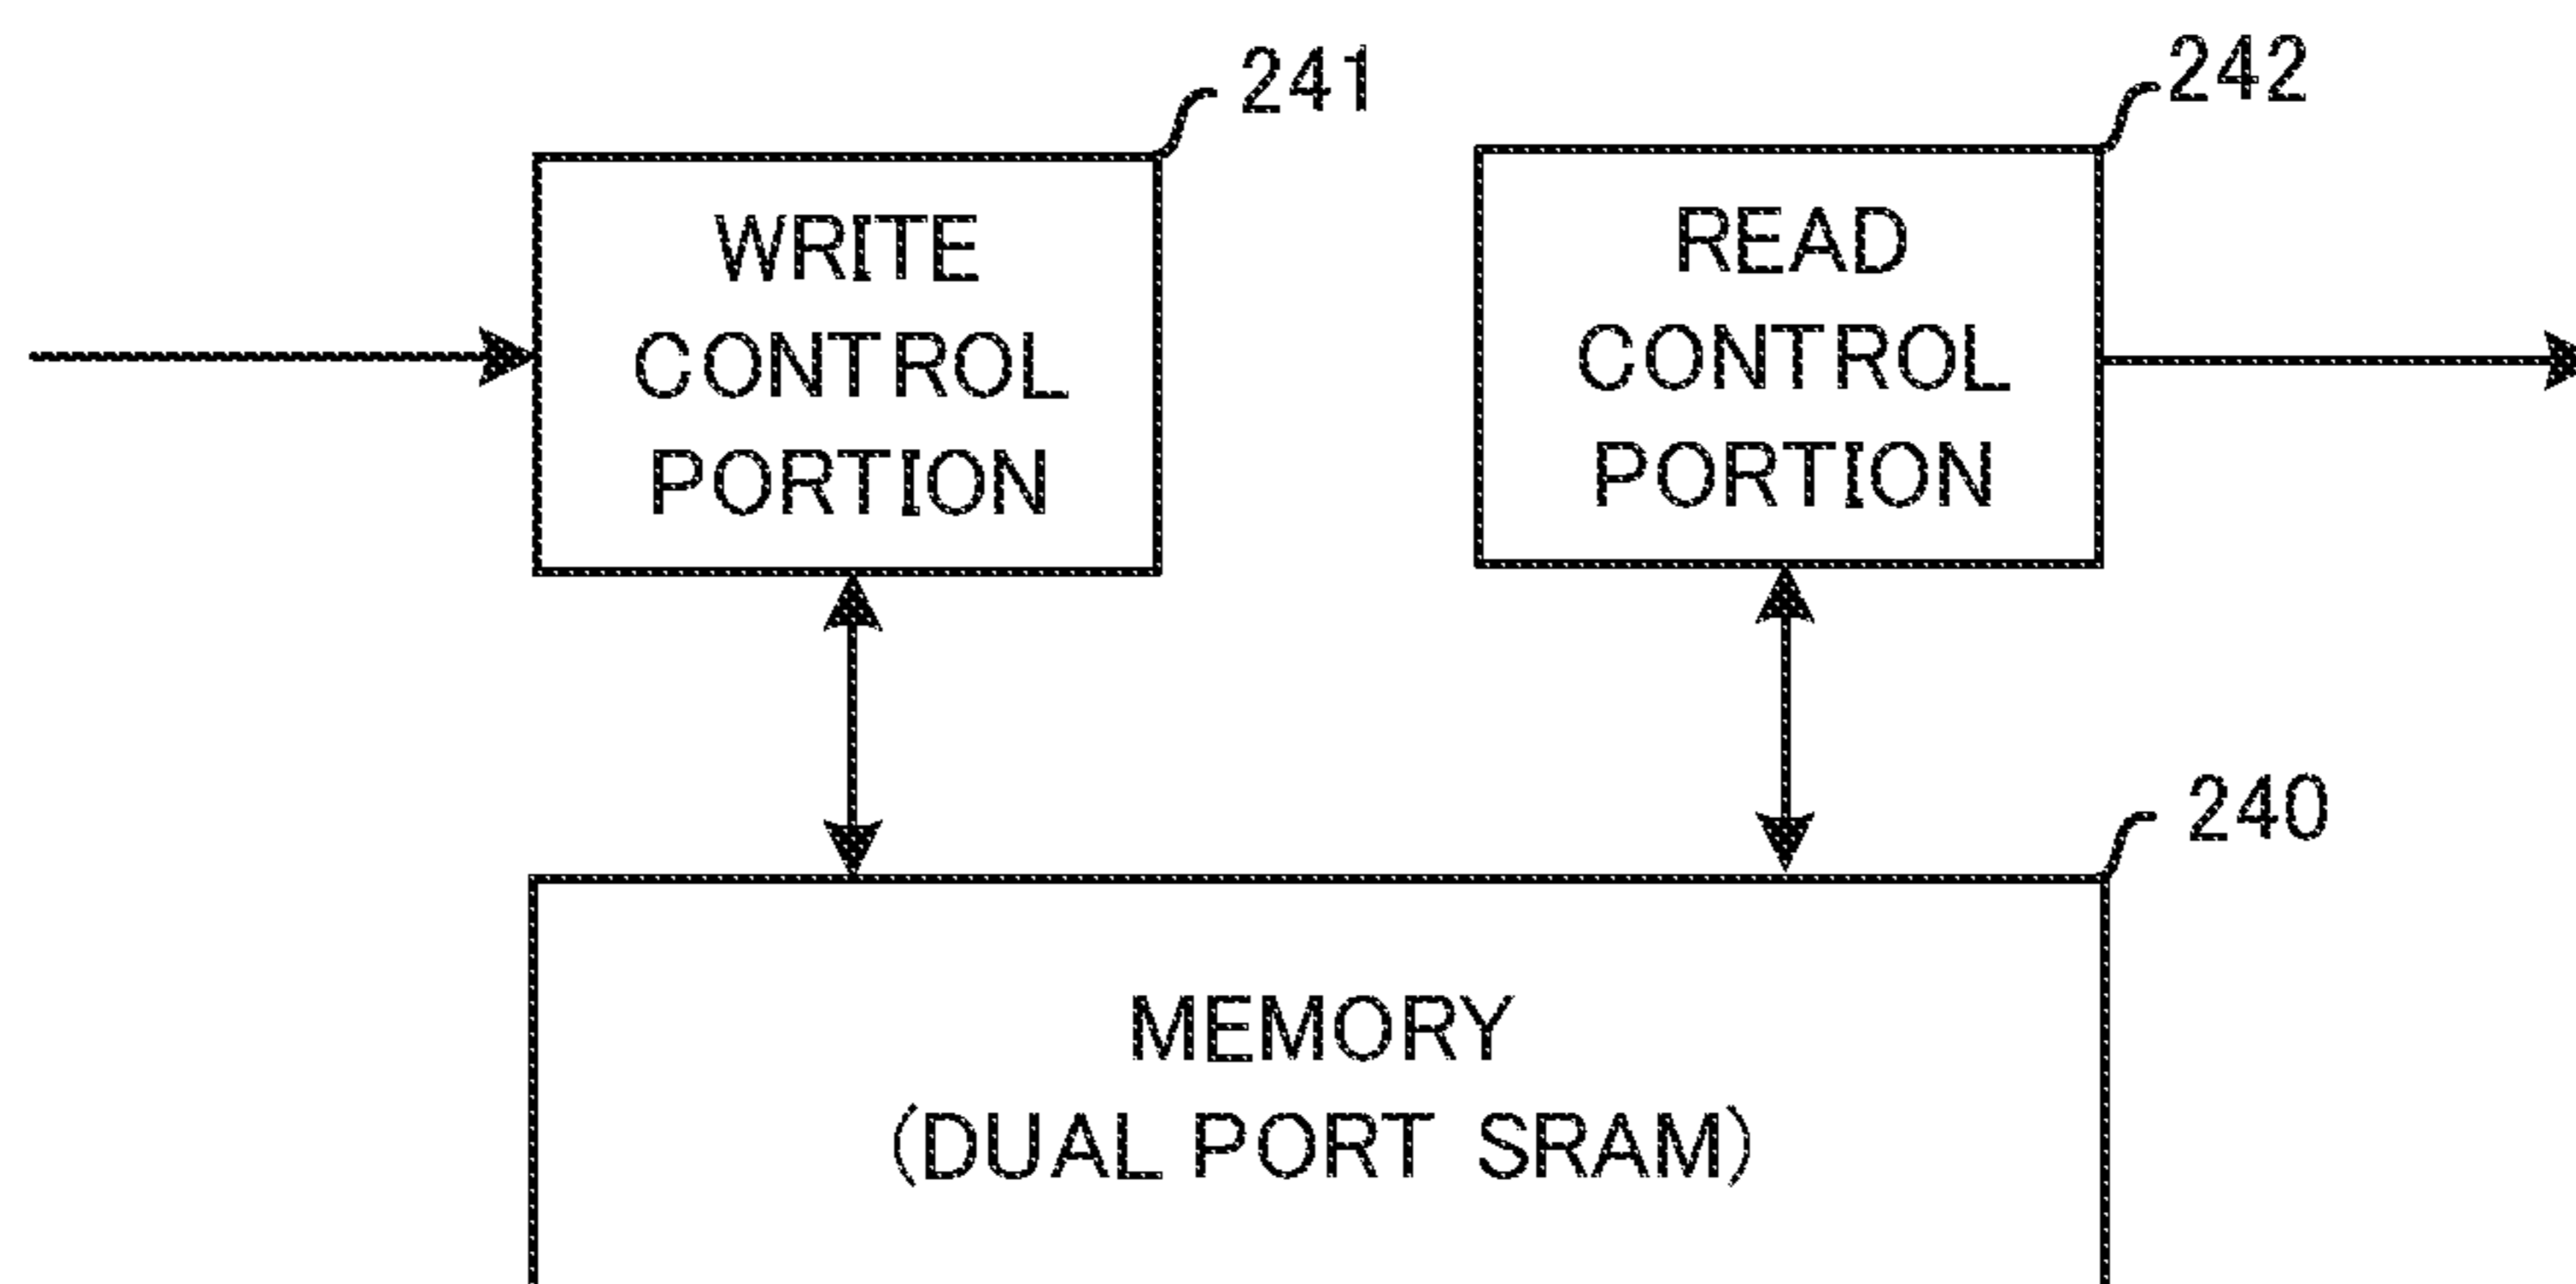 241
242
WRITE
CONTROL
PORTION
READ
CONTROL
PORTION
240
MEMORY
(DUAL PORT SRAM)